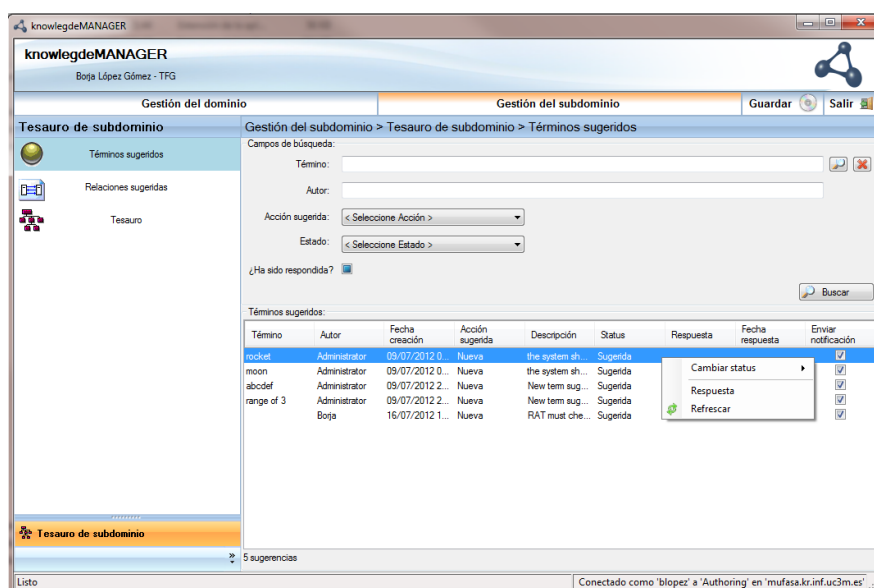 knowlegdeMANAGER
knowlegdeMANAGER
Borja López Gómez - TFG
Gestión del dominio
Gestión del subdominio
Guardar
Salir
Tesauro de subdominio
Gestión del subdominio > Tesauro de subdominio > Términos sugeridos
Términos sugeridos
Relaciones sugeridas
Tesauro
Campos de búsqueda:
Término:
Autor:
Acción sugerida: < Seleccione Acción >
Estado: < Seleccione Estado >
¿Ha sido respondida?
Buscar
Términos sugeridos:
Término Autor Fecha creación Acción sugerida Descripción Status Respuesta Fecha respuesta Enviar notificación
rocket Administrator 09/07/2012 0... Nueva the system sh... Sugerida
moon Administrator 09/07/2012 0... Nueva the system sh... Sugerida
abcdef Administrator 09/07/2012 2... Nueva New term sug... Sugerida
range of 3 Administrator 09/07/2012 2... Nueva New term sug... Sugerida
Borja 16/07/2012 1... Nueva RAT must che... Sugerida
Cambiar status
Respuesta
Refrescar
Tesauro de subdominio
5 sugerencias
Listo
Conectado como 'blopez' a 'Authoring' en 'mufasa.kr.inf.uc3m.es'